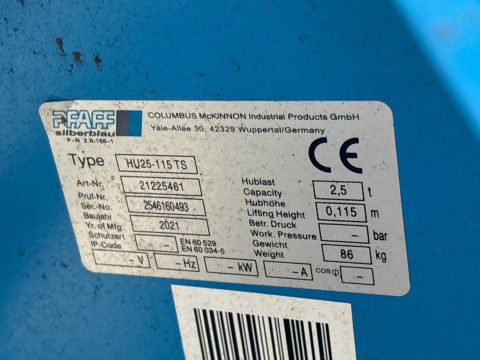 PFAFF
silberblau
P-N 2.8.186-1
COLUMBUS McKINNON Industrial Products GmbH
Yale-Allée 30, 42329 Wuppertal/Germany
Type HU25-115 TS
CE
Art-Nr. 21225461
Prüf-Nr.
Ser.-No. 2546160493
Baujahr
Yr. of Mfg. 2021
Schutzart
IP-Code - EN 60 529
EN 60 034-5
Hublast
Capacity 2,5 t
Hubhöhe
Lifting Height 0,115 m
Betr. Druck
Work. Pressure - bar
Gewicht
Weight 86 kg
- V - Hz - kW - A cos φ -